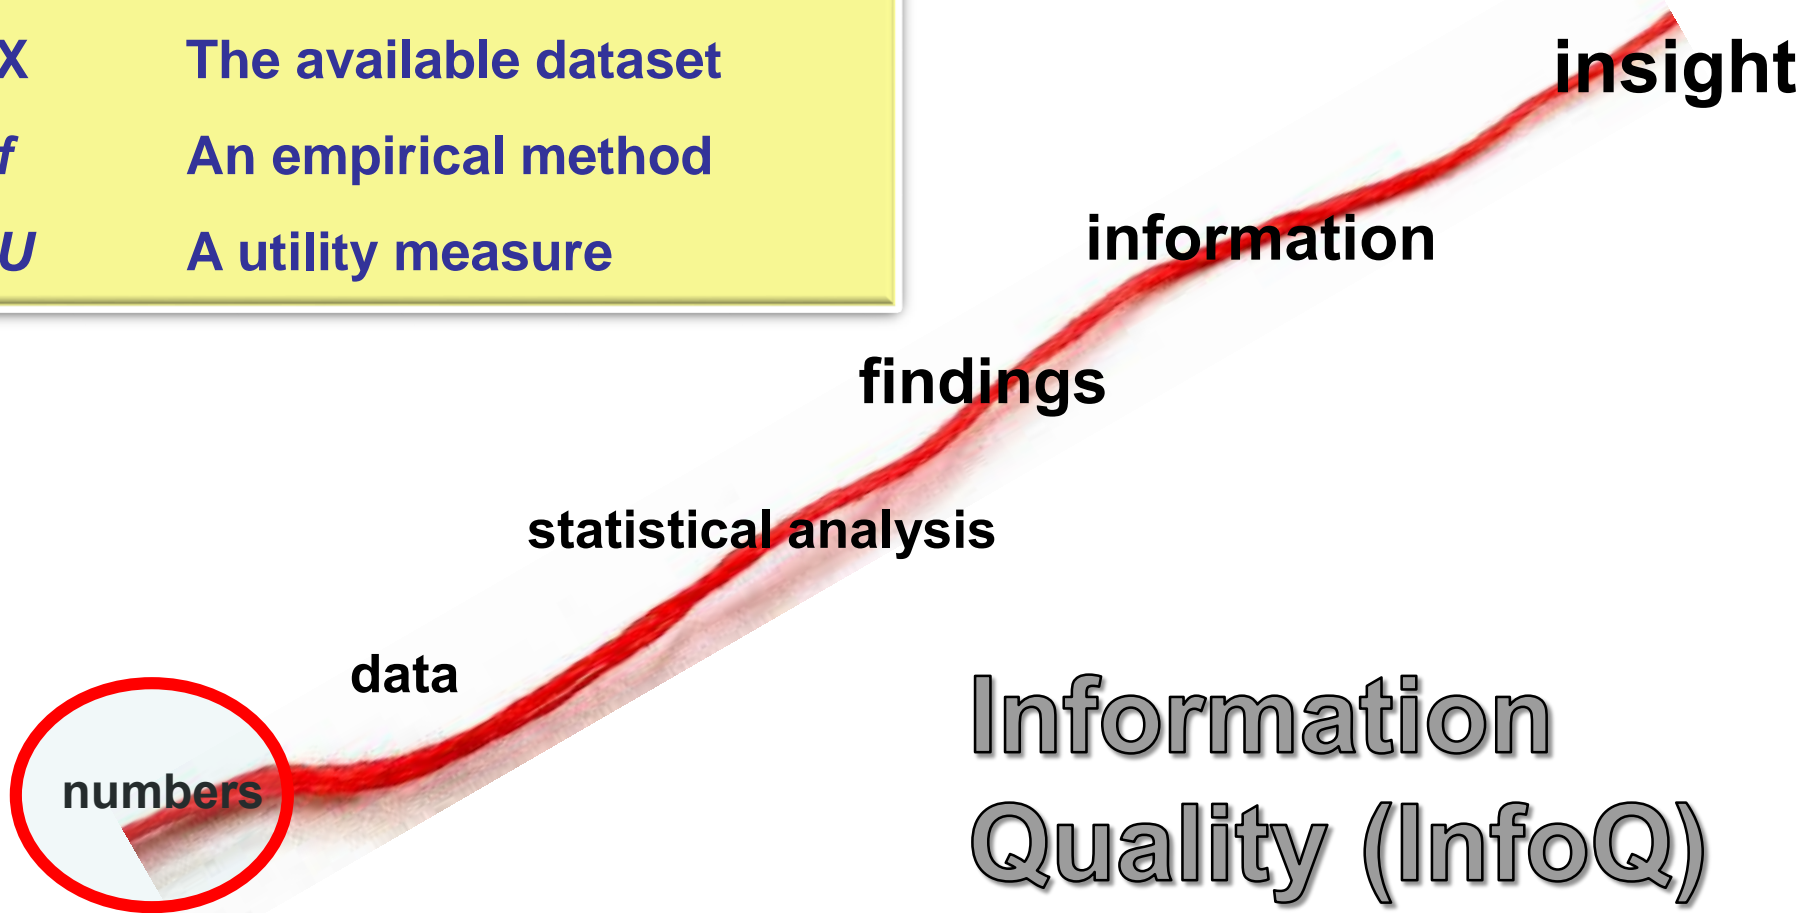 X The available dataset
f An empirical method
U A utility measure
insight
information
findings
statistical analysis
data
numbers
Information
Quality (InfoQ)